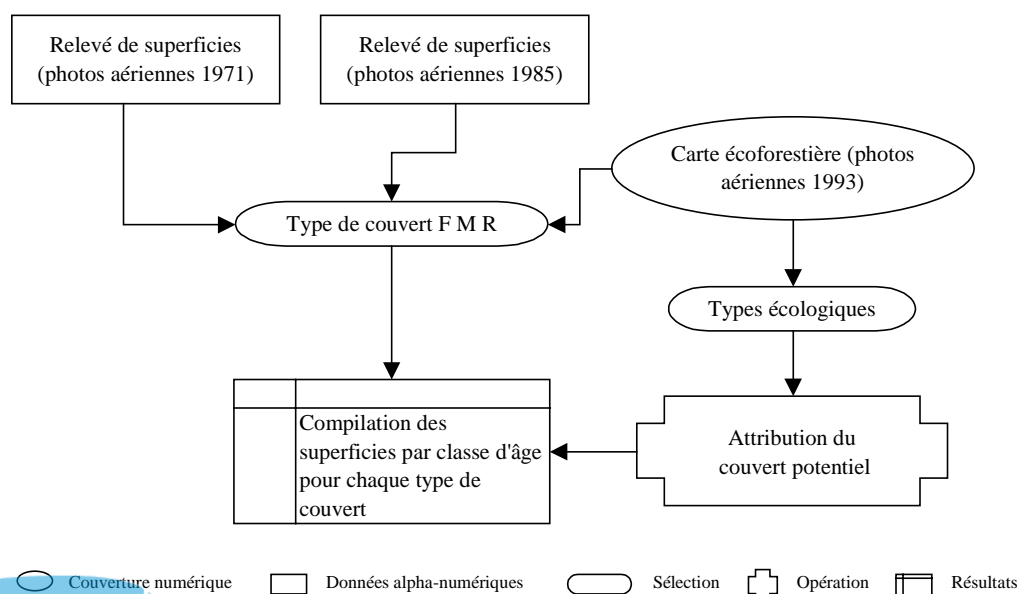 Relevé de superficies
(photos aériennes 1971)
Relevé de superficies
(photos aériennes 1985)
Carte écoforestière (photos
aériennes 1993)
Type de couvert F M R
Types écologiques
Compilation des
superficies par classe d'âge
pour chaque type de
couvert
Attribution du
couvert potentiel
Couverture numérique
Données alpha-numériques
Sélection
Opération
Résultats